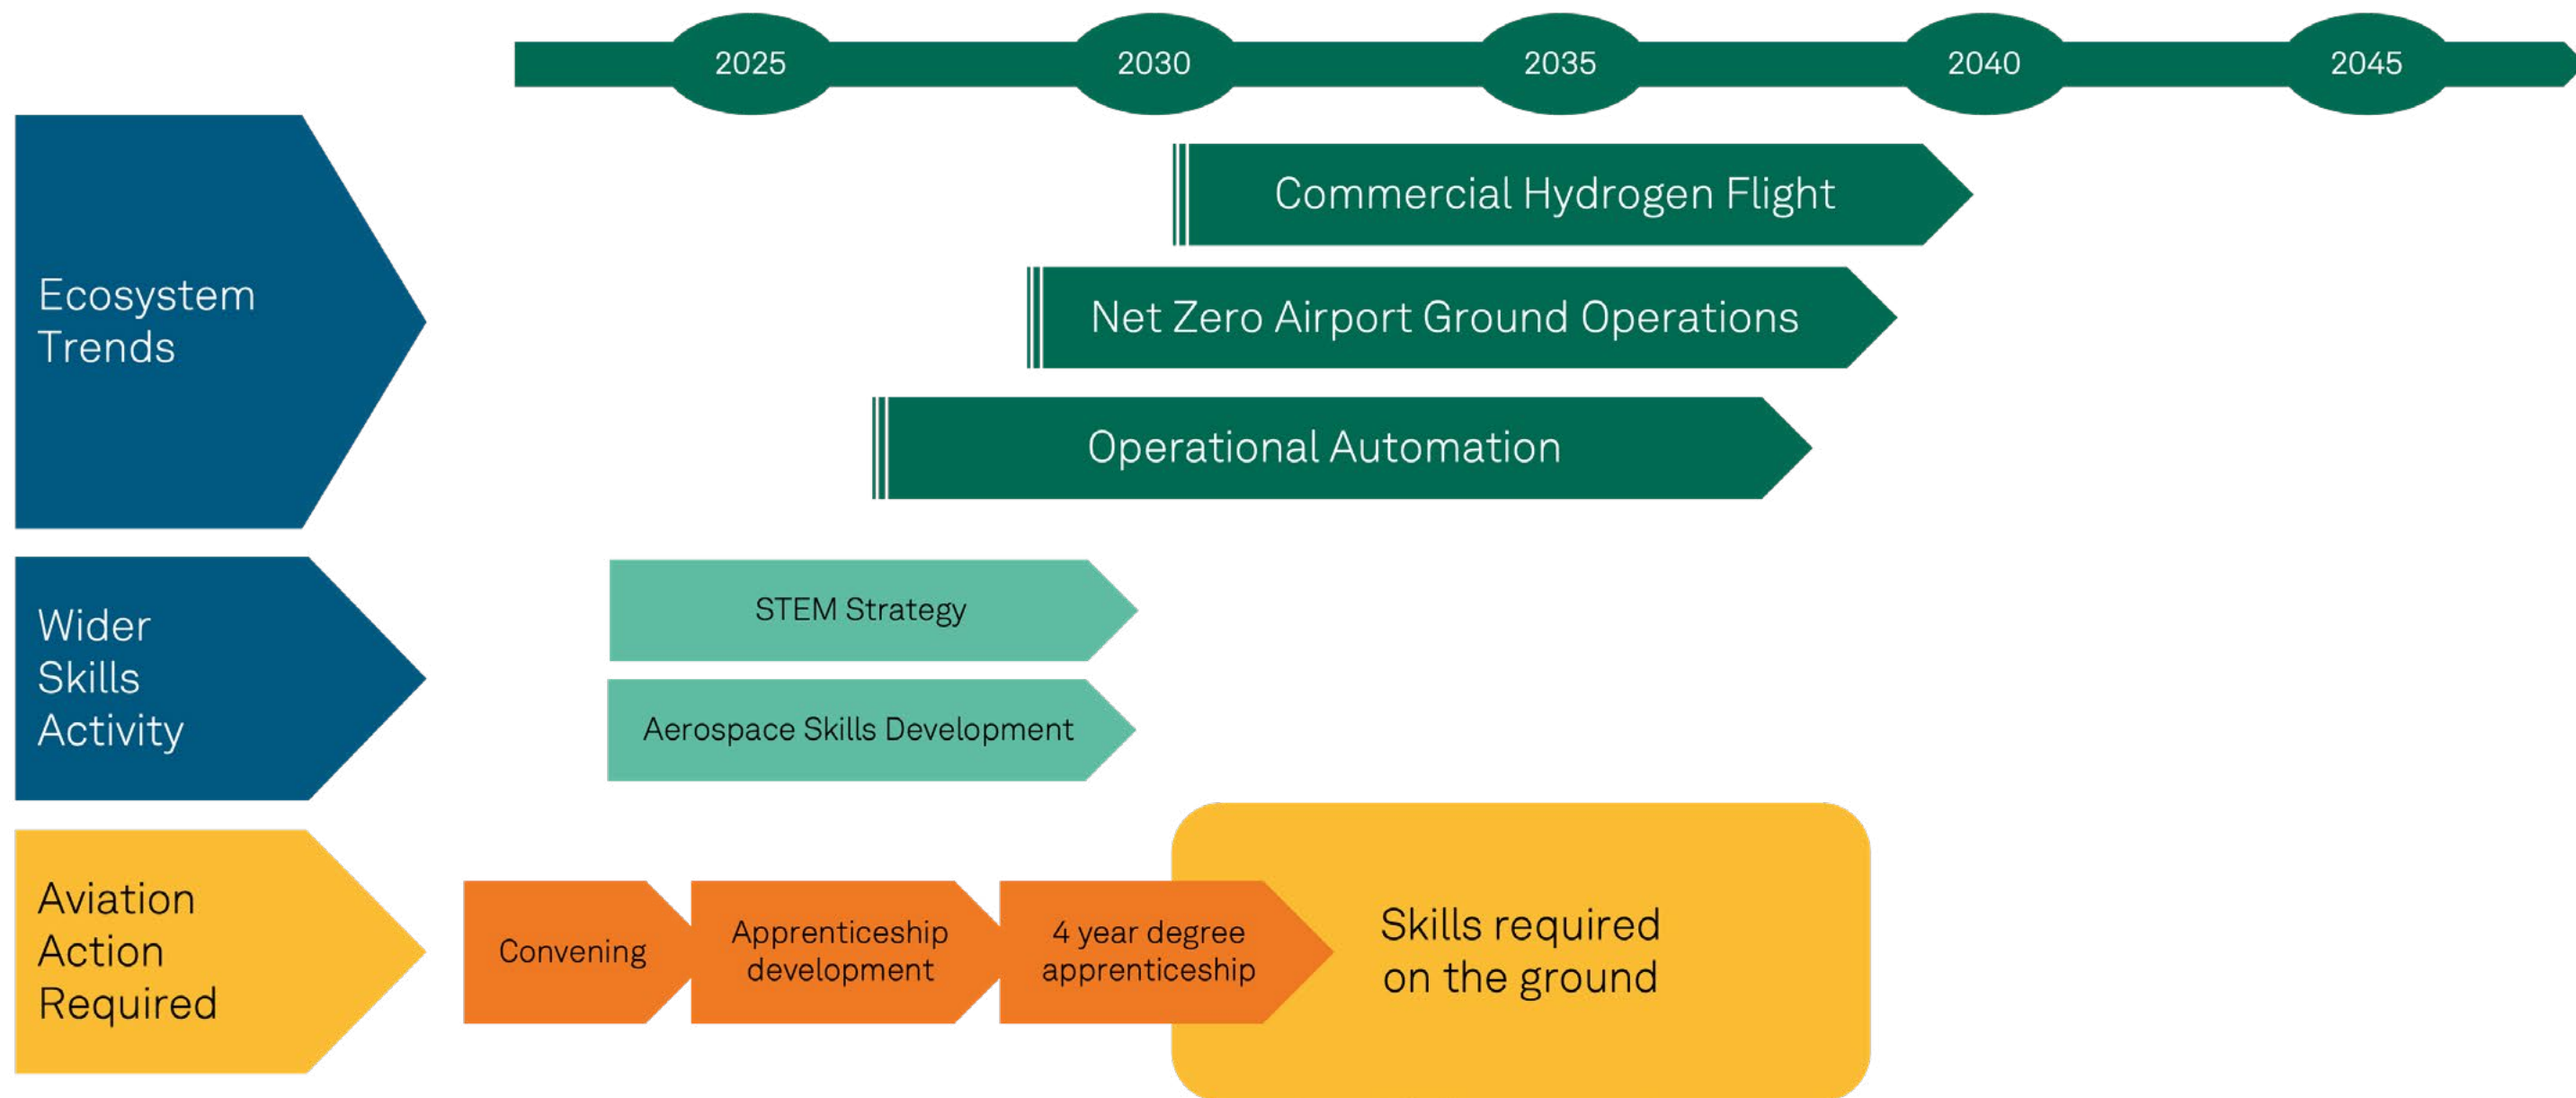 2025
2030
2035
2040
2045
Ecosystem
Trends
Commercial Hydrogen Flight
Net Zero Airport Ground Operations
Operational Automation
Wider
Skills
Activity
STEM Strategy
Aerospace Skills Development
Aviation
Action
Required
Convening
Apprenticeship
development
4 year degree
apprenticeship
Skills required
on the ground